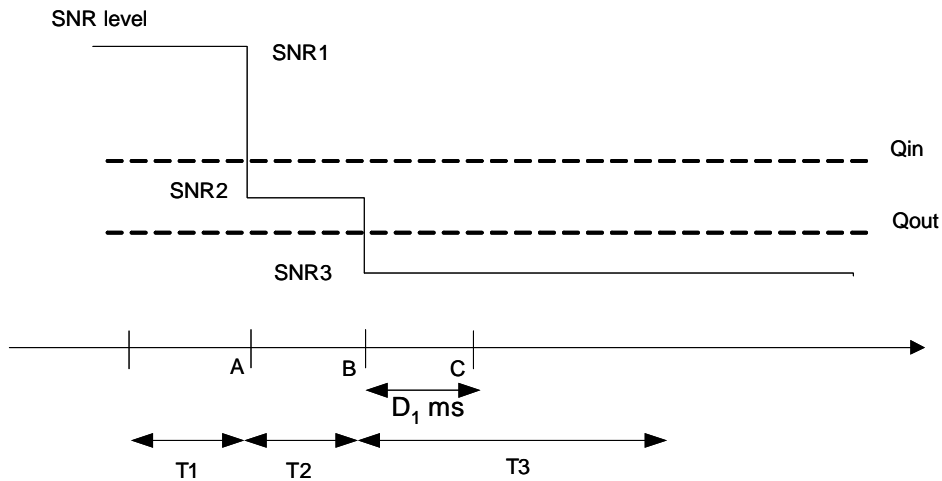 SNR level
SNR1
Qin
SNR2
Qout
SNR3
A B C
D₁ ms
T1 T2 T3